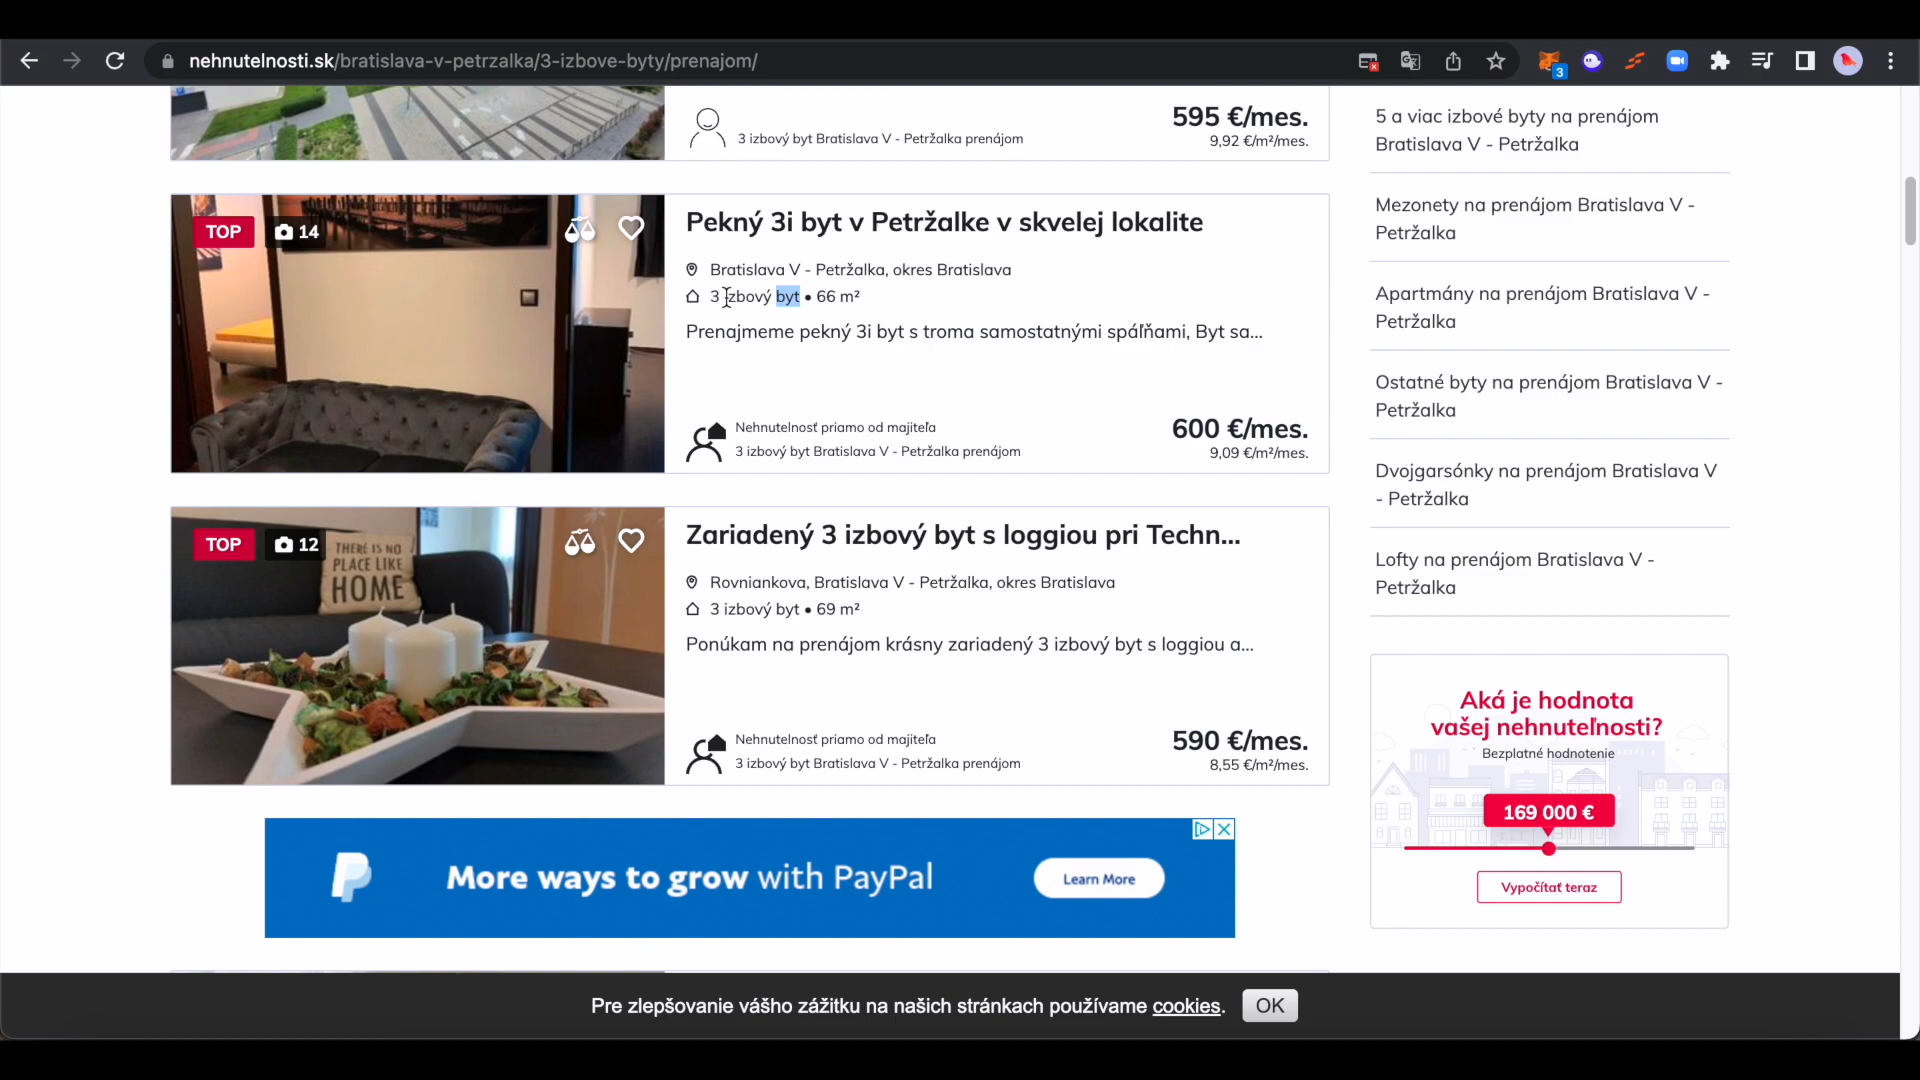 nehnutelnosti.sk/bratislava-v-petrzalka/3-izbove-byty/prenajom/
3
595 €/mes.
3 izbový byt Bratislava V - Petržalka prenájom
9,92 €/m²/mes.
TOP
14
Pekný 3i byt v Petržalke v skvelej lokalite
Bratislava V - Petržalka, okres Bratislava
3 izbový byt • 66 m²
Prenajmeme pekný 3i byt s troma samostatnými spáľňami, Byt sa...
Nehnutelnosť priamo od majiteľa
3 izbový byt Bratislava V - Petržalka prenájom
600 €/mes.
9,09 €/m²/mes.
TOP
12
THERE IS NO
PLACE LIKE
HOME
Zariadený 3 izbový byt s loggiou pri Techn...
Rovniankova, Bratislava V - Petržalka, okres Bratislava
3 izbový byt • 69 m²
Ponúkam na prenájom krásny zariadený 3 izbový byt s loggiou a...
Nehnutelnosť priamo od majiteľa
3 izbový byt Bratislava V - Petržalka prenájom
590 €/mes.
8,55 €/m²/mes.
More ways to grow with PayPal
Learn More
5 a viac izbové byty na prenájom
Bratislava V - Petržalka
Mezonety na prenájom Bratislava V -
Petržalka
Apartmány na prenájom Bratislava V -
Petržalka
Ostatné byty na prenájom Bratislava V -
Petržalka
Dvojgarsónky na prenájom Bratislava V
- Petržalka
Lofty na prenájom Bratislava V -
Petržalka
Aká je hodnota
vašej nehnuteľnosti?
Bezplatné hodnotenie
169 000 €
Vypočítať teraz
Pre zlepšovanie vášho zážitku na našich stránkach používame cookies.
OK